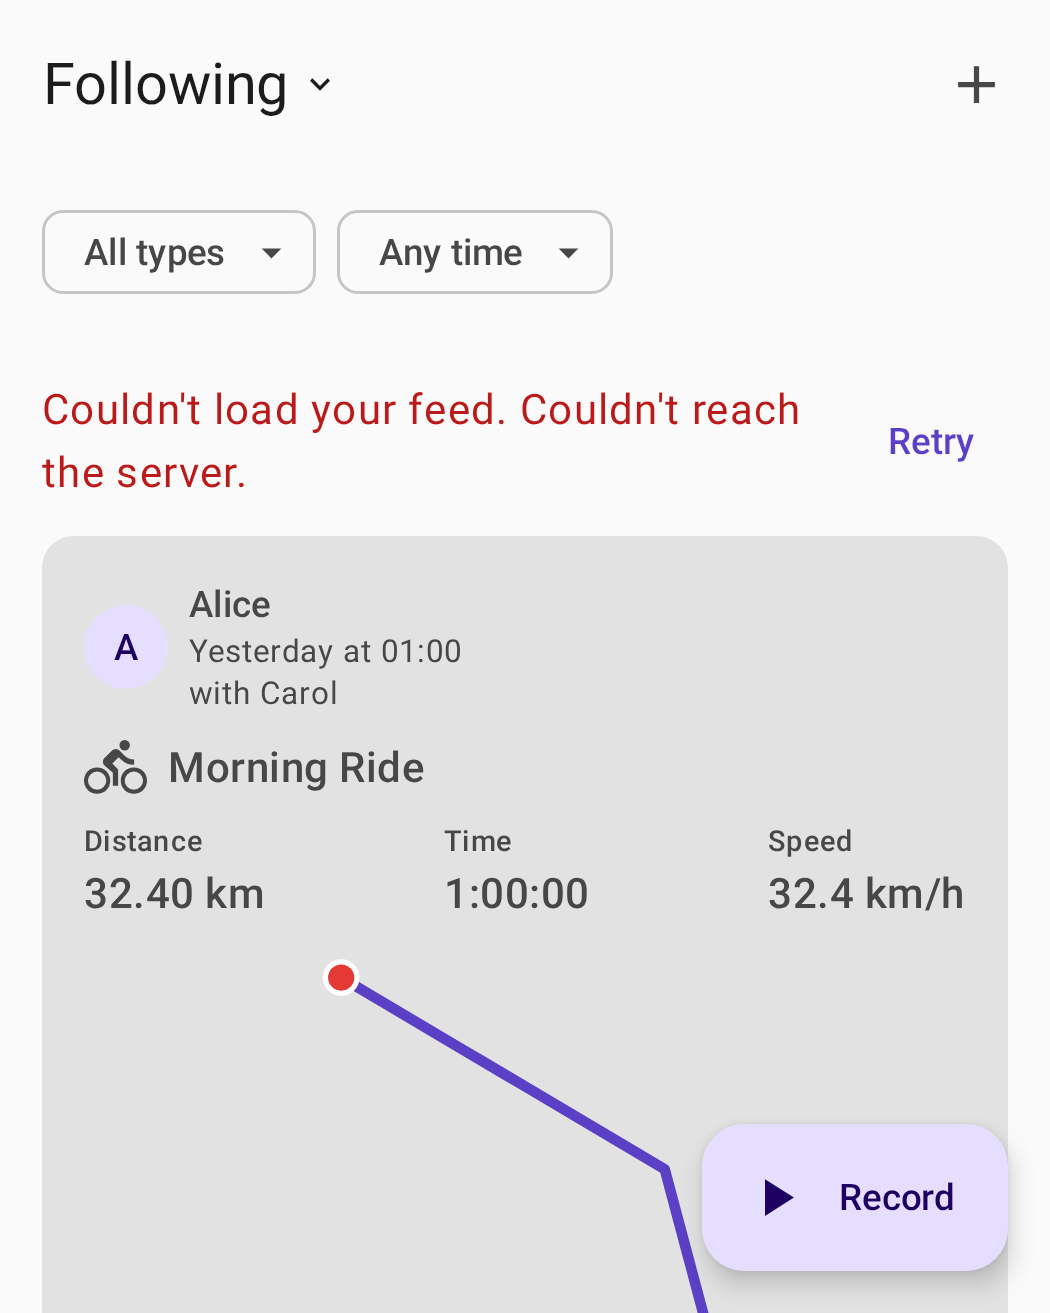 Following
All types
Any time
Couldn't load your feed. Couldn't reach
the server.
Retry
A
Alice
Yesterday at 01:00
with Carol
Morning Ride
Distance
Time
Speed
32.40 km
1:00:00
32.4 km/h
Record